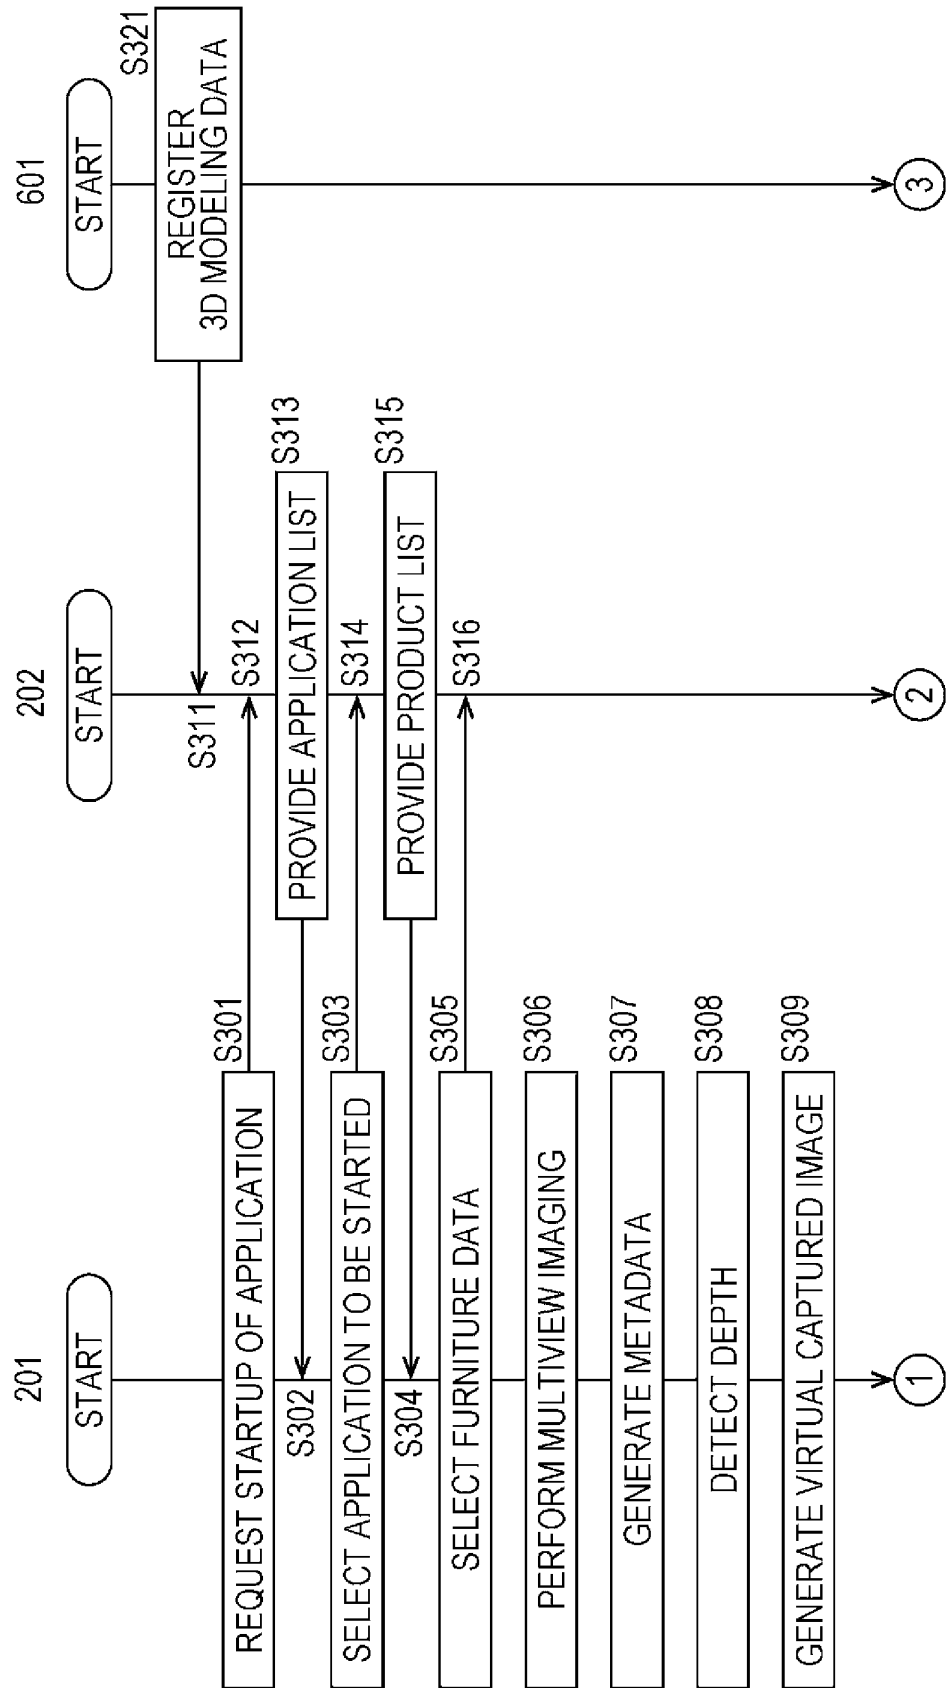 201
START
REQUEST STARTUP OF APPLICATION
S301
S302
SELECT APPLICATION TO BE STARTED
S303
S304
SELECT FURNITURE DATA
S305
PERFORM MULTIVIEW IMAGING
S306
GENERATE METADATA
S307
DETECT DEPTH
S308
GENERATE VIRTUAL CAPTURED IMAGE
S309
1
202
START
S311
S312
PROVIDE APPLICATION LIST
S313
S314
PROVIDE PRODUCT LIST
S315
S316
2
601
START
REGISTER
3D MODELING DATA
S321
3